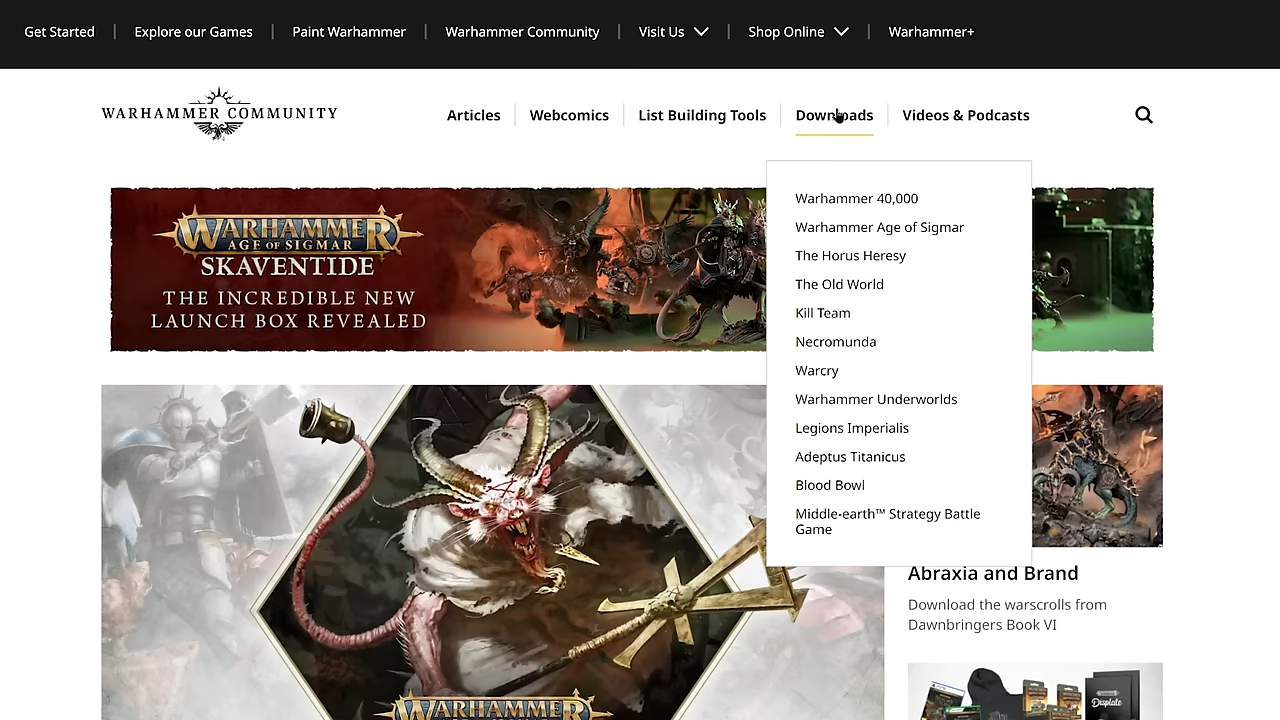 Get Started
Explore our Games
Paint Warhammer
Warhammer Community
Visit Us
Shop Online
Warhammer+
WARHAMMER COMMUNITY
Articles
Webcomics
List Building Tools
Downloads
Videos & Podcasts
WARHAMMER
AGE OF SIGMAR
SKAVENTIDE
THE INCREDIBLE NEW
LAUNCH BOX REVEALED
Warhammer 40,000
Warhammer Age of Sigmar
The Horus Heresy
The Old World
Kill Team
Necromunda
Warcry
Warhammer Underworlds
Legions Imperialis
Adeptus Titanicus
Blood Bowl
Middle-earth™ Strategy Battle
Game
WARHAMMER
Abraxia and Brand
Download the warscrolls from
Dawnbringers Book VI
Displate